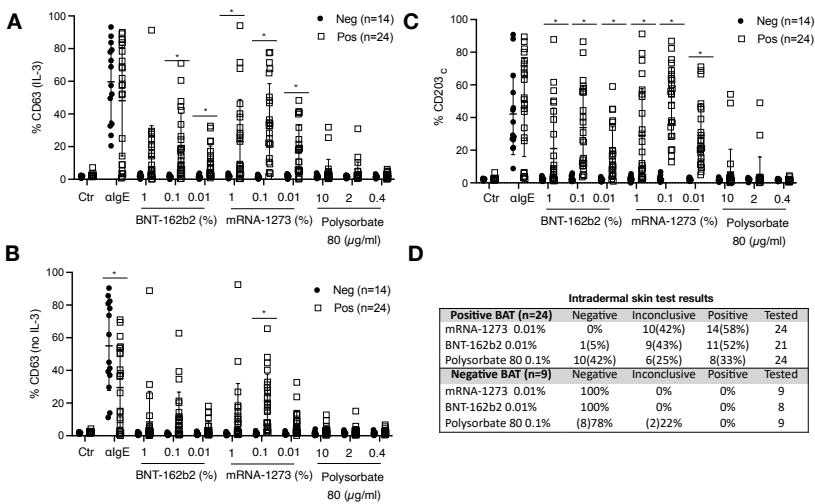 A
% CD63 (IL-3)
100
80
60
40
20
0
Neg (n=14)
Pos (n=24)
*
*
*
*
*
Ctr αIgE 1 0.1 0.01 1 0.1 0.01 10 2 0.4
BNT-162b2 (%) mRNA-1273 (%) Polysorbate
80 (µg/ml)
B
% CD63 (no IL-3)
100
80
60
40
20
0
Neg (n=14)
Pos (n=24)
*
*
Ctr αIgE 1 0.1 0.01 1 0.1 0.01 10 2 0.4
BNT-162b2 (%) mRNA-1273 (%) Polysorbate
80 (µg/ml)
C
% CD203 c
100
80
60
40
20
0
Neg (n=14)
Pos (n=24)
* * * * * *
Ctr αIgE 1 0.1 0.01 1 0.1 0.01 10 2 0.4
BNT-162b2 (%) mRNA-1273 (%) Polysorbate
80 (µg/ml)
D
Intradermal skin test results
Positive BAT (n=24) Negative Inconclusive Positive Tested
mRNA-1273 0.01% 0% 10(42%) 14(58%) 24
BNT-162b2 0.01% 1(5%) 9(43%) 11(52%) 21
Polysorbate 80 0.1% 10(42%) 6(25%) 8(33%) 24
Negative BAT (n=9) Negative Inconclusive Positive Tested
mRNA-1273 0.01% 100% 0% 0% 9
BNT-162b2 0.01% 100% 0% 0% 8
Polysorbate 80 0.1% (8)78% (2)22% 0% 9